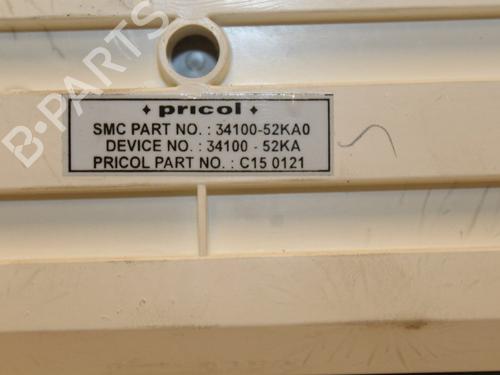 B-PARTS
pricol
SMC PART NO. : 34100-52KA0
DEVICE NO. : 34100 - 52KA
PRICOL PART NO. : C15 0121